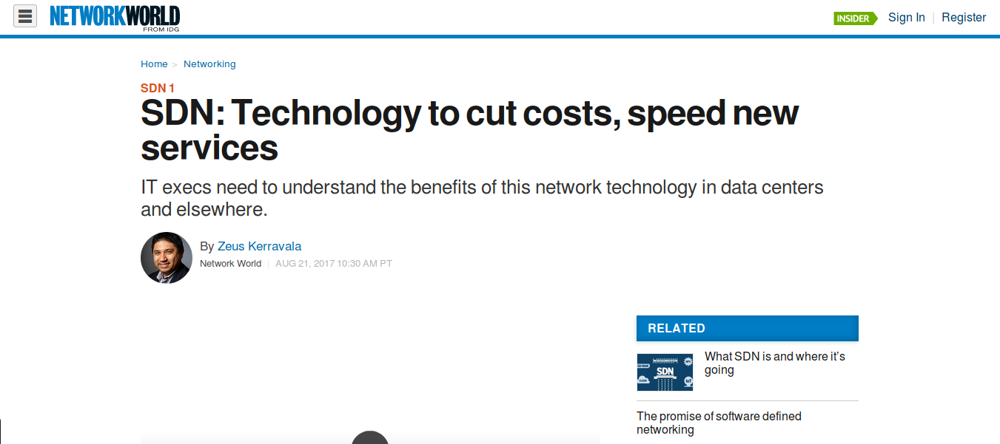 NETWORKWORLD
FROM IDG
INSIDER Sign In | Register
Home > Networking
SDN 1
SDN: Technology to cut costs, speed new
services
IT execs need to understand the benefits of this network technology in data centers
and elsewhere.
By Zeus Kerravala
Network World | AUG 21, 2017 10:30 AM PT
RELATED
What SDN is and where it's
going
SDN
The promise of software defined
networking